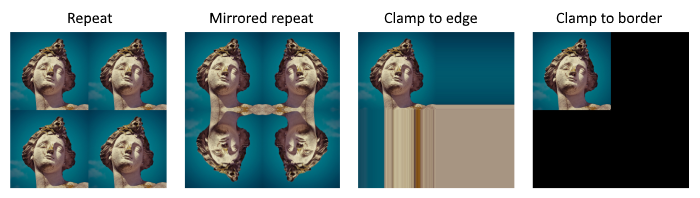 Repeat
Mirrored repeat
Clamp to edge
Clamp to border